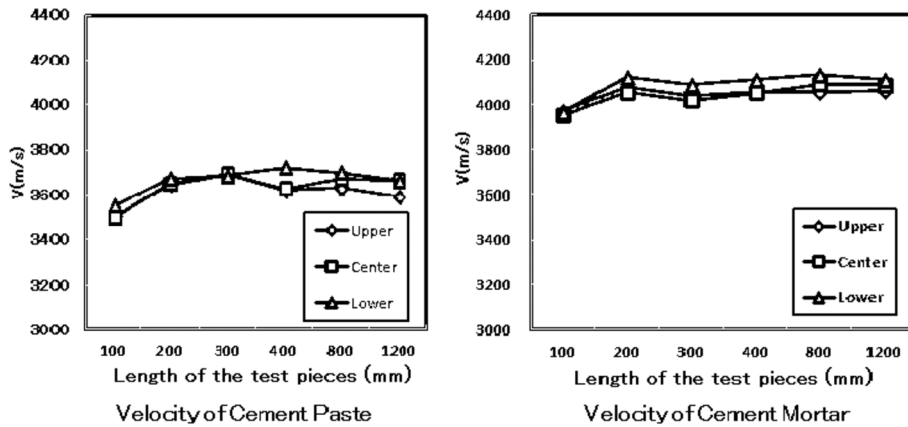 4400
4200
4000
3800
3600
3400
3200
3000
V(m/s)
100 200 300 400 800 1200
Length of the test pieces (mm)
Upper
Center
Lower
Velocity of Cement Paste
4400
4200
4000
3800
3600
3400
3200
3000
V(m/s)
100 200 300 400 800 1200
Length of the test pieces (mm)
Upper
Center
Lower
Velocity of Cement Mortar